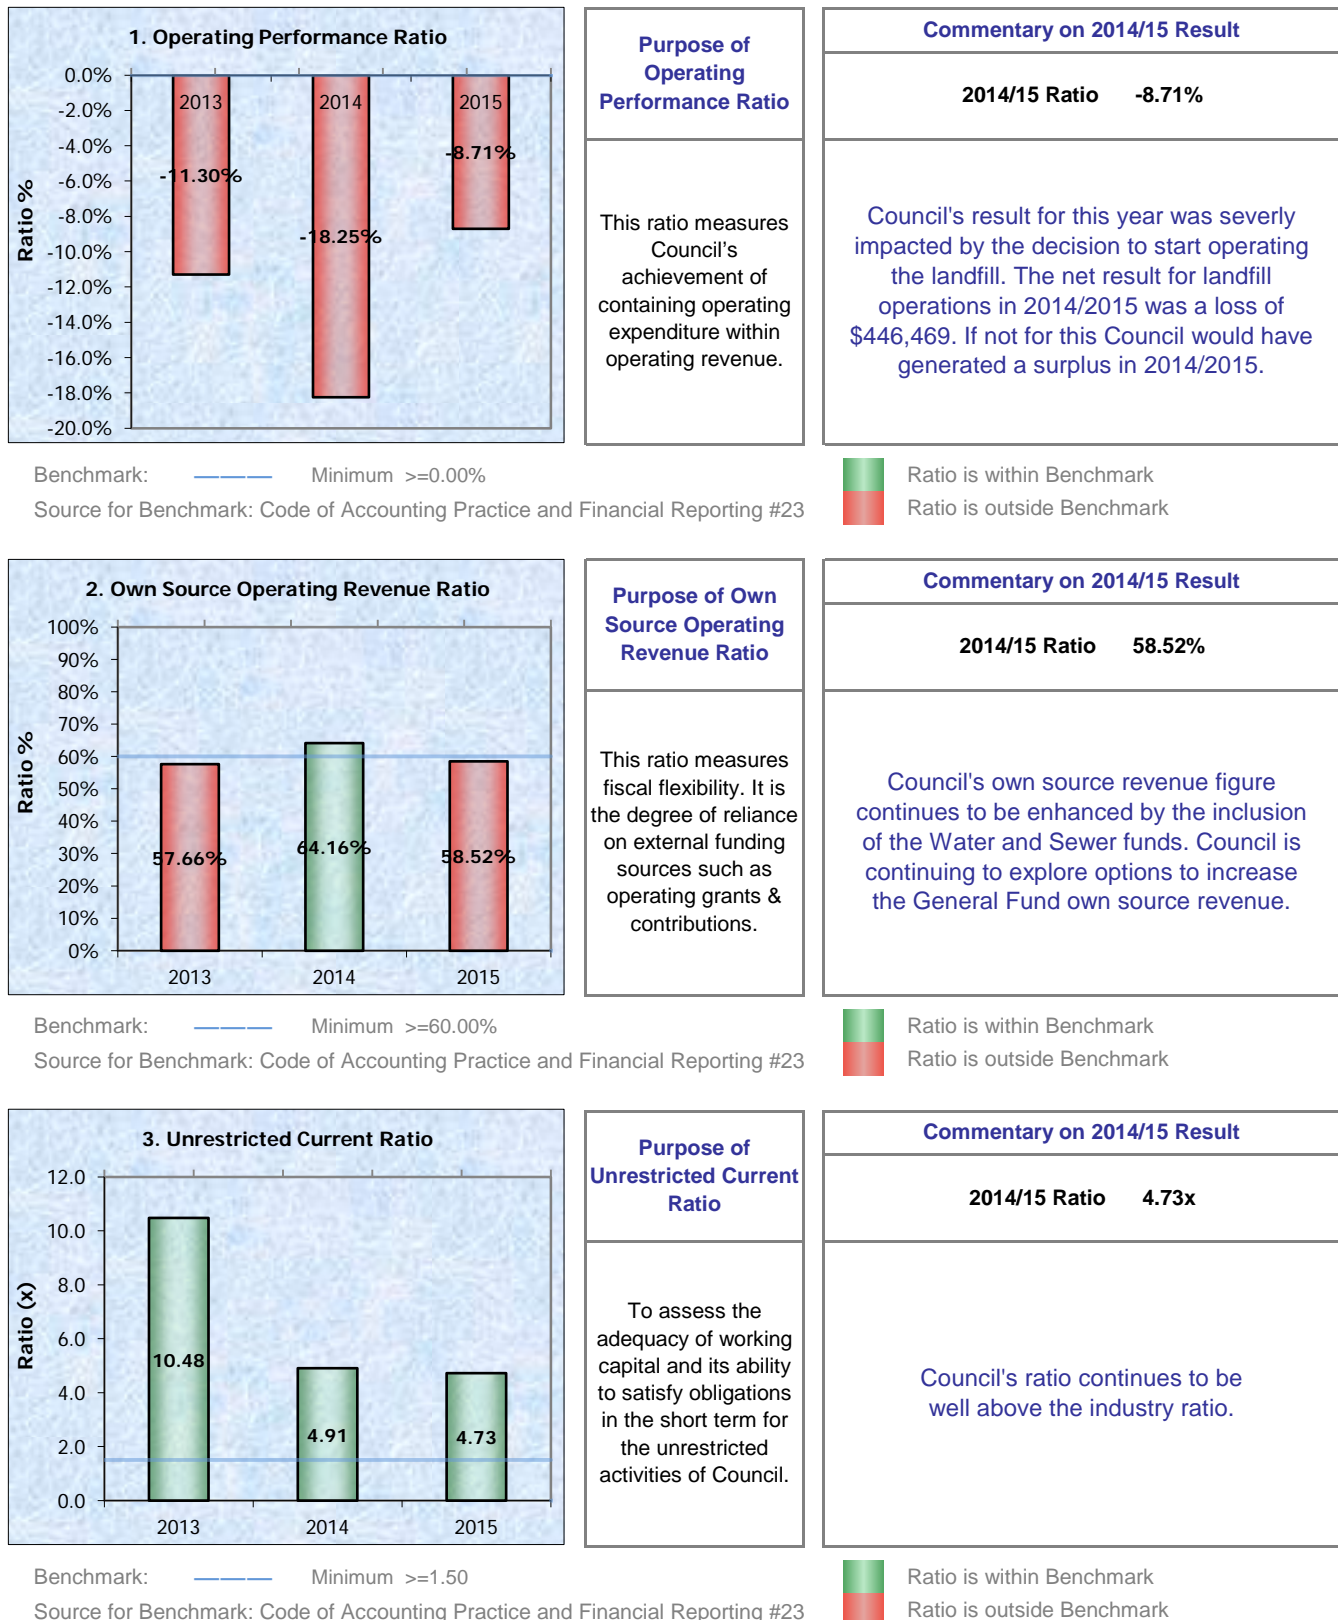 1. Operating Performance Ratio
0.0%
-2.0%
-4.0%
-6.0%
-8.0%
-10.0%
-12.0%
-14.0%
-16.0%
-18.0%
-20.0%
Ratio %
2013
2014
2015
-11.30%
-18.25%
-8.71%
Purpose of
Operating
Performance Ratio
This ratio measures
Council's
achievement of
containing operating
expenditure within
operating revenue.
Commentary on 2014/15 Result
2014/15 Ratio -8.71%
Council's result for this year was severly
impacted by the decision to start operating
the landfill. The net result for landfill
operations in 2014/2015 was a loss of
$446,469. If not for this Council would have
generated a surplus in 2014/2015.
Benchmark: Minimum >=0.00%
Source for Benchmark: Code of Accounting Practice and Financial Reporting #23
Ratio is within Benchmark
Ratio is outside Benchmark
2. Own Source Operating Revenue Ratio
100%
90%
80%
70%
60%
50%
40%
30%
20%
10%
0%
Ratio %
57.66%
64.16%
58.52%
2013
2014
2015
Purpose of Own
Source Operating
Revenue Ratio
This ratio measures
fiscal flexibility. It is
the degree of reliance
on external funding
sources such as
operating grants &
contributions.
Commentary on 2014/15 Result
2014/15 Ratio 58.52%
Council's own source revenue figure
continues to be enhanced by the inclusion
of the Water and Sewer funds. Council is
continuing to explore options to increase
the General Fund own source revenue.
Benchmark: Minimum >=60.00%
Source for Benchmark: Code of Accounting Practice and Financial Reporting #23
Ratio is within Benchmark
Ratio is outside Benchmark
3. Unrestricted Current Ratio
12.0
10.0
8.0
6.0
4.0
2.0
0.0
Ratio (x)
10.48
4.91
4.73
2013
2014
2015
Purpose of
Unrestricted Current
Ratio
To assess the
adequacy of working
capital and its ability
to satisfy obligations
in the short term for
the unrestricted
activities of Council.
Commentary on 2014/15 Result
2014/15 Ratio 4.73x
Council's ratio continues to be
well above the industry ratio.
Benchmark: Minimum >=1.50
Source for Benchmark: Code of Accounting Practice and Financial Reporting #23
Ratio is within Benchmark
Ratio is outside Benchmark